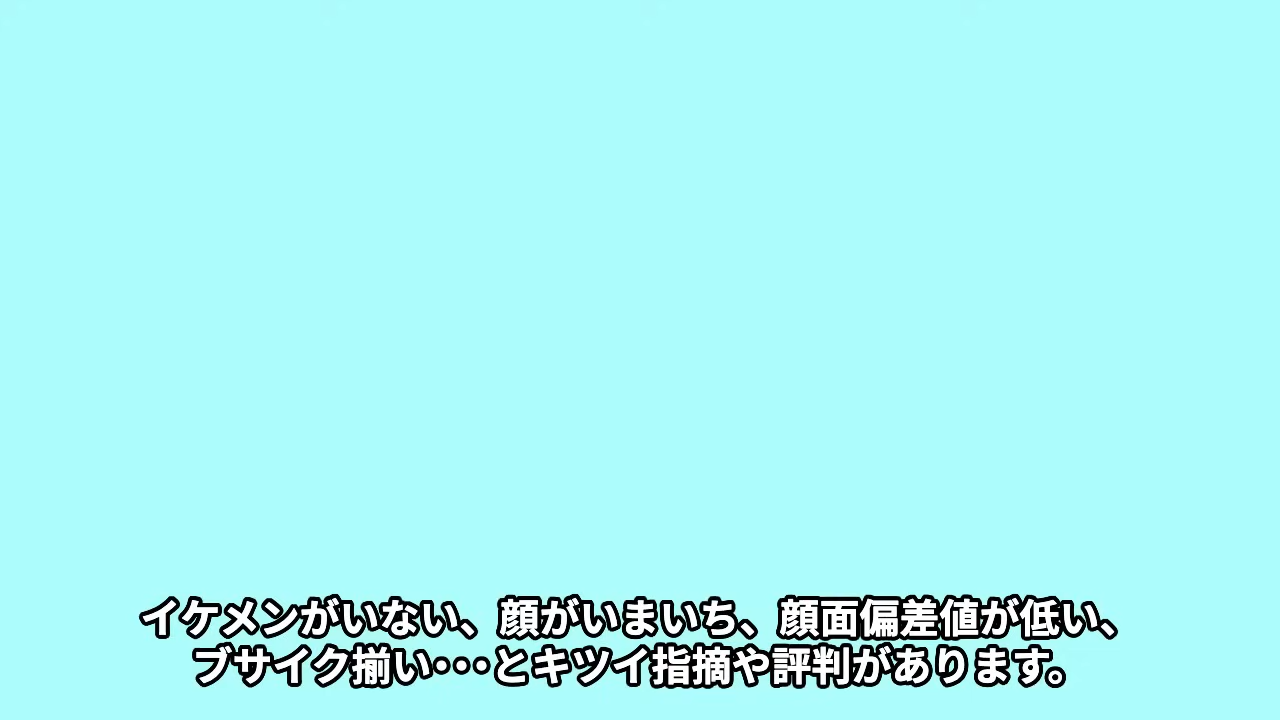 イケメンがいない、顔がいまいち、顔面偏差値が低い、
ブサイク揃い･･･とキツイ指摘や評判があります。